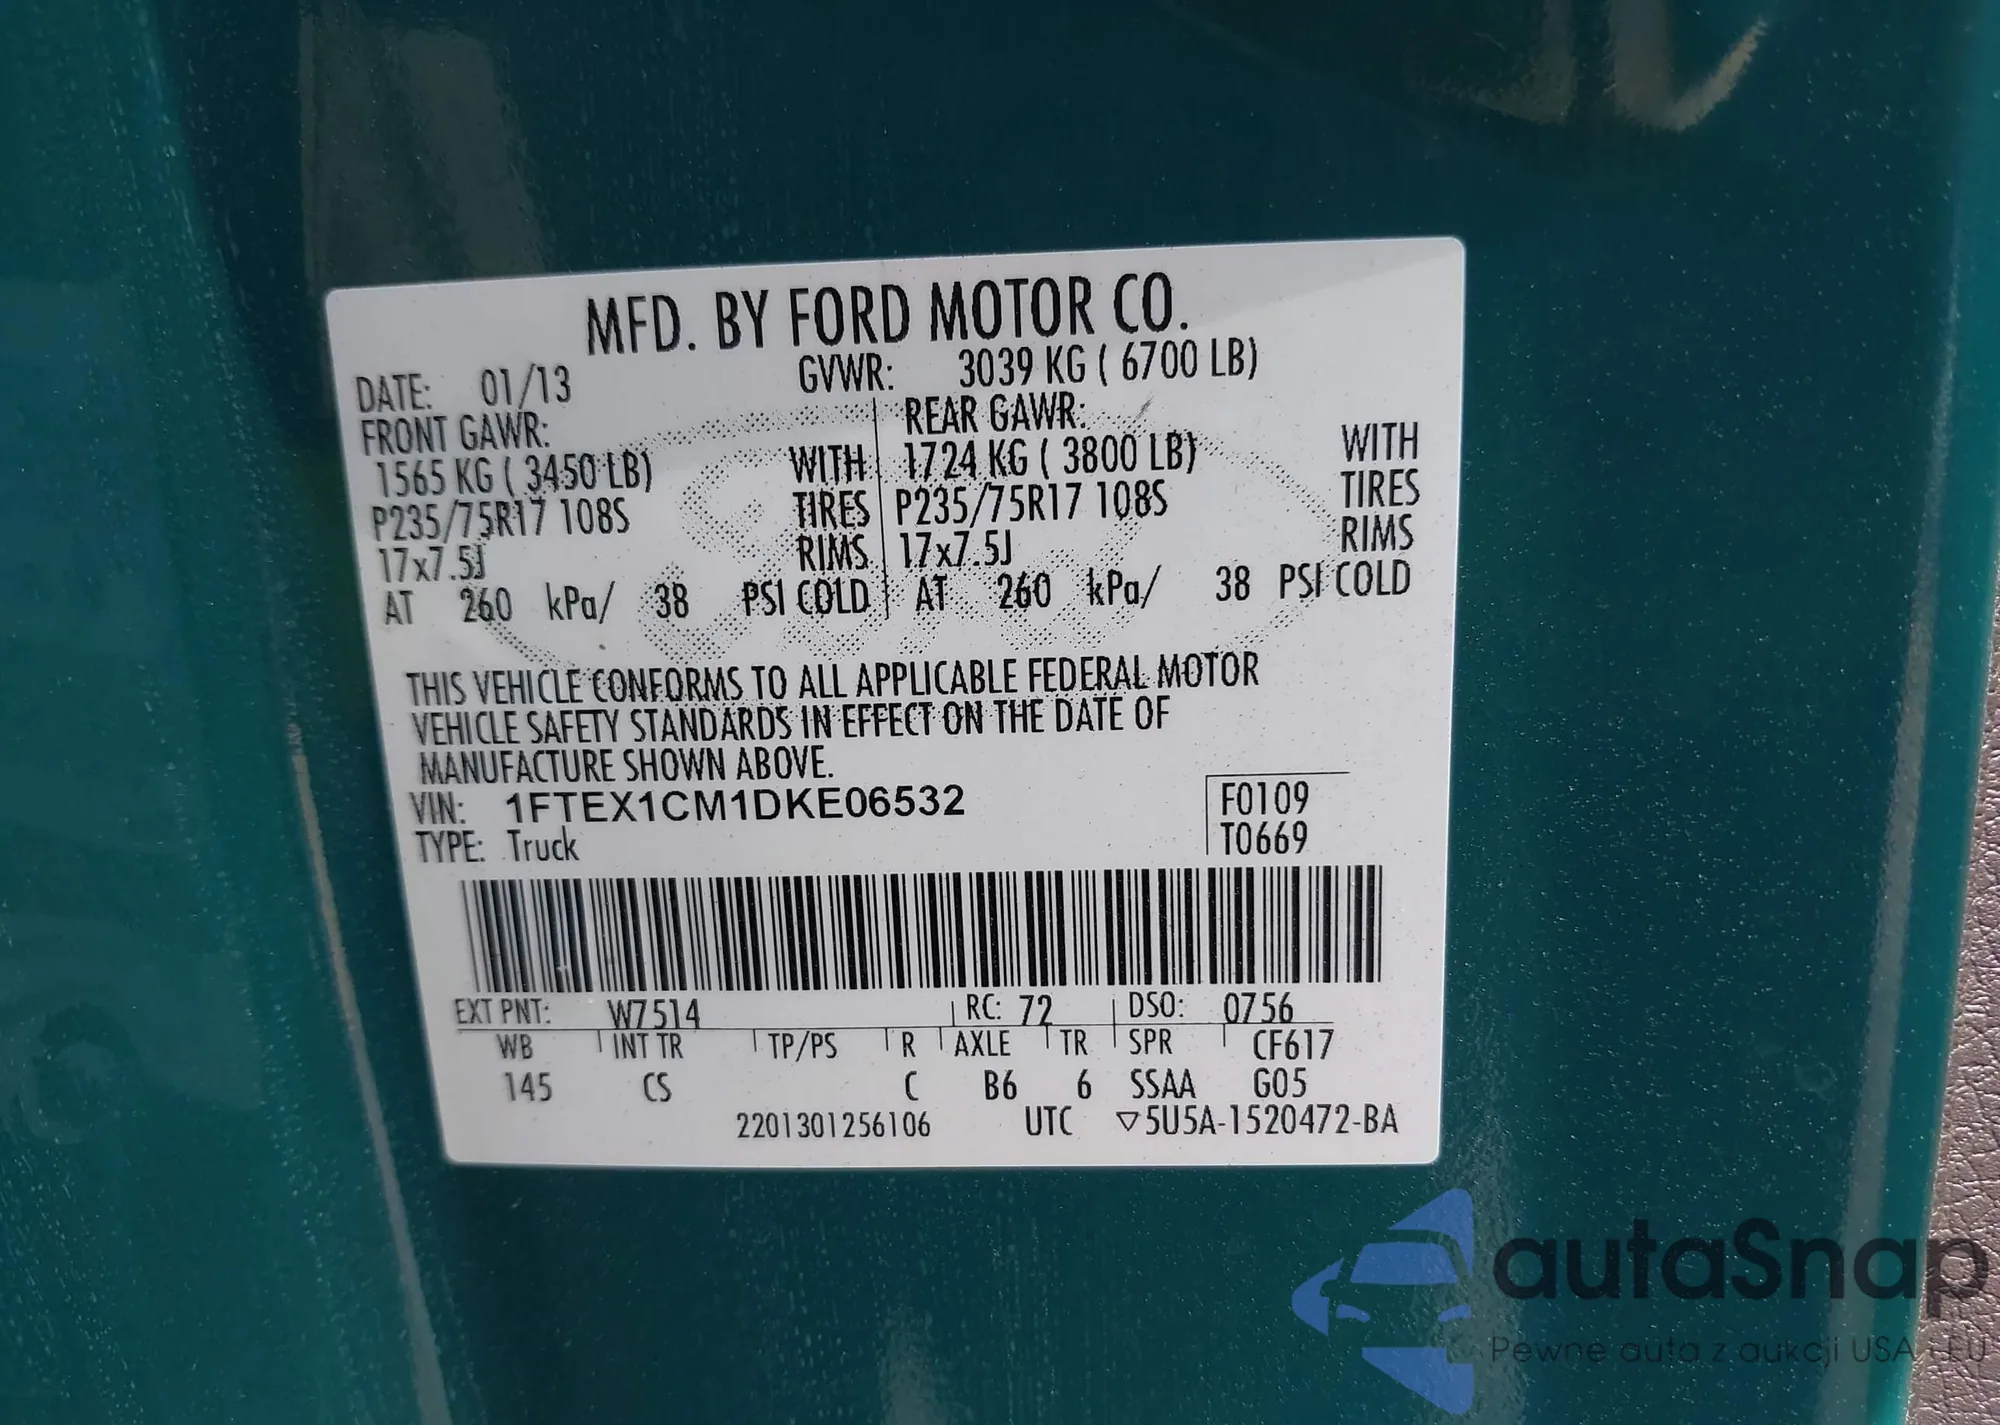 MFD. BY FORD MOTOR CO.
DATE: 01/13 GVWR: 3039 KG ( 6700 LB)
FRONT GAWR: REAR GAWR:
1565 KG ( 3450 LB) WITH 1724 KG ( 3800 LB) WITH
P235/75R17 108S TIRES P235/75R17 108S TIRES
17x7.5J RIMS 17x7.5J RIMS
AT 260 kPa/ 38 PSI COLD AT 260 kPa/ 38 PSI COLD
THIS VEHICLE CONFORMS TO ALL APPLICABLE FEDERAL MOTOR
VEHICLE SAFETY STANDARDS IN EFFECT ON THE DATE OF
MANUFACTURE SHOWN ABOVE.
VIN: 1FTEX1CM1DKE06532 F0109
TYPE: Truck T0669
EXT PNT: W7514 RC: 72 DSO: 0756
WB INT TR TP/PS R AXLE TR SPR CF617
145 CS C B6 6 SSAA G05
2201301256106 UTC ▽5U5A-1520472-BA
autaSnap
Pewne auta z aukcji USA i EU